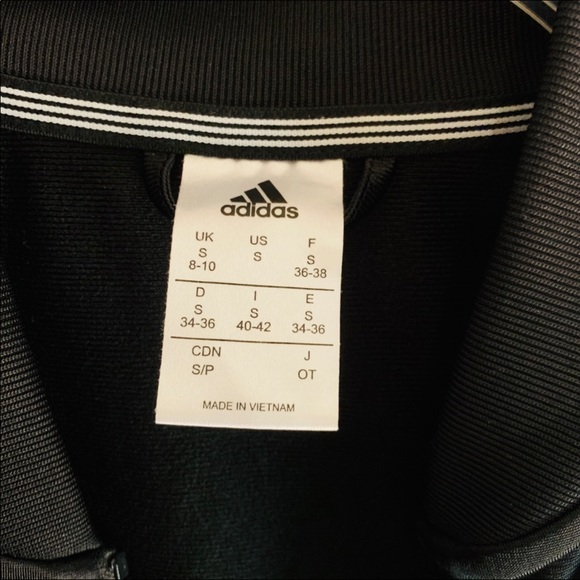 adidas
UK US F
S S S
8-10 36-38
D I E
S S S
34-36 40-42 34-36
CDN J
S/P OT
MADE IN VIETNAM